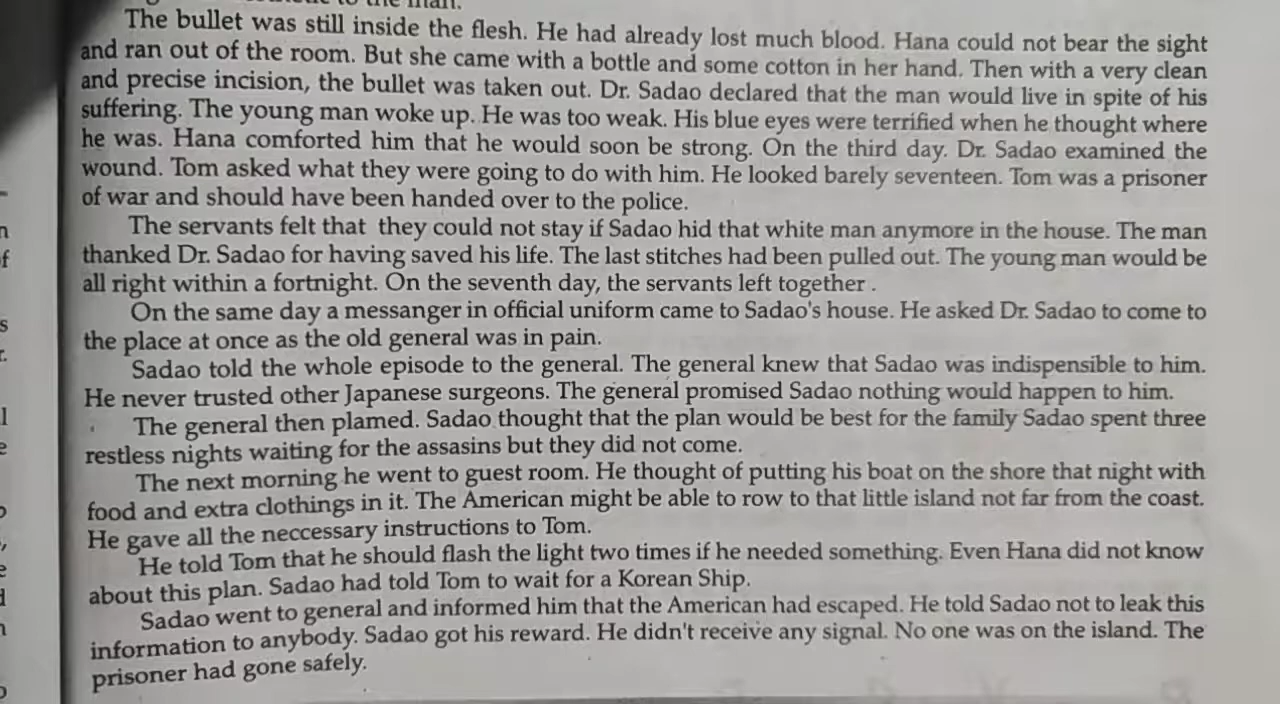 to the man.
The bullet was still inside the flesh. He had already lost much blood. Hana could not bear the sight
and ran out of the room. But she came with a bottle and some cotton in her hand. Then with a very clean
and precise incision, the bullet was taken out. Dr. Sadao declared that the man would live in spite of his
suffering. The young man woke up. He was too weak. His blue eyes were terrified when he thought where
he was. Hana comforted him that he would soon be strong. On the third day. Dr. Sadao examined the
wound. Tom asked what they were going to do with him. He looked barely seventeen. Tom was a prisoner
of war and should have been handed over to the police.
The servants felt that they could not stay if Sadao hid that white man anymore in the house. The man
thanked Dr. Sadao for having saved his life. The last stitches had been pulled out. The young man would be
all right within a fortnight. On the seventh day, the servants left together .
On the same day a messanger in official uniform came to Sadao's house. He asked Dr. Sadao to come to
the place at once as the old general was in pain.
Sadao told the whole episode to the general. The general knew that Sadao was indispensible to him.
He never trusted other Japanese surgeons. The general promised Sadao nothing would happen to him.
The general then plamed. Sadao thought that the plan would be best for the family Sadao spent three
restless nights waiting for the assasins but they did not come.
The next morning he went to guest room. He thought of putting his boat on the shore that night with
food and extra clothings in it. The American might be able to row to that little island not far from the coast.
He gave all the neccessary instructions to Tom.
He told Tom that he should flash the light two times if he needed something. Even Hana did not know
about this plan. Sadao had told Tom to wait for a Korean Ship.
Sadao went to general and informed him that the American had escaped. He told Sadao not to leak this
information to anybody. Sadao got his reward. He didn't receive any signal. No one was on the island. The
prisoner had gone safely.